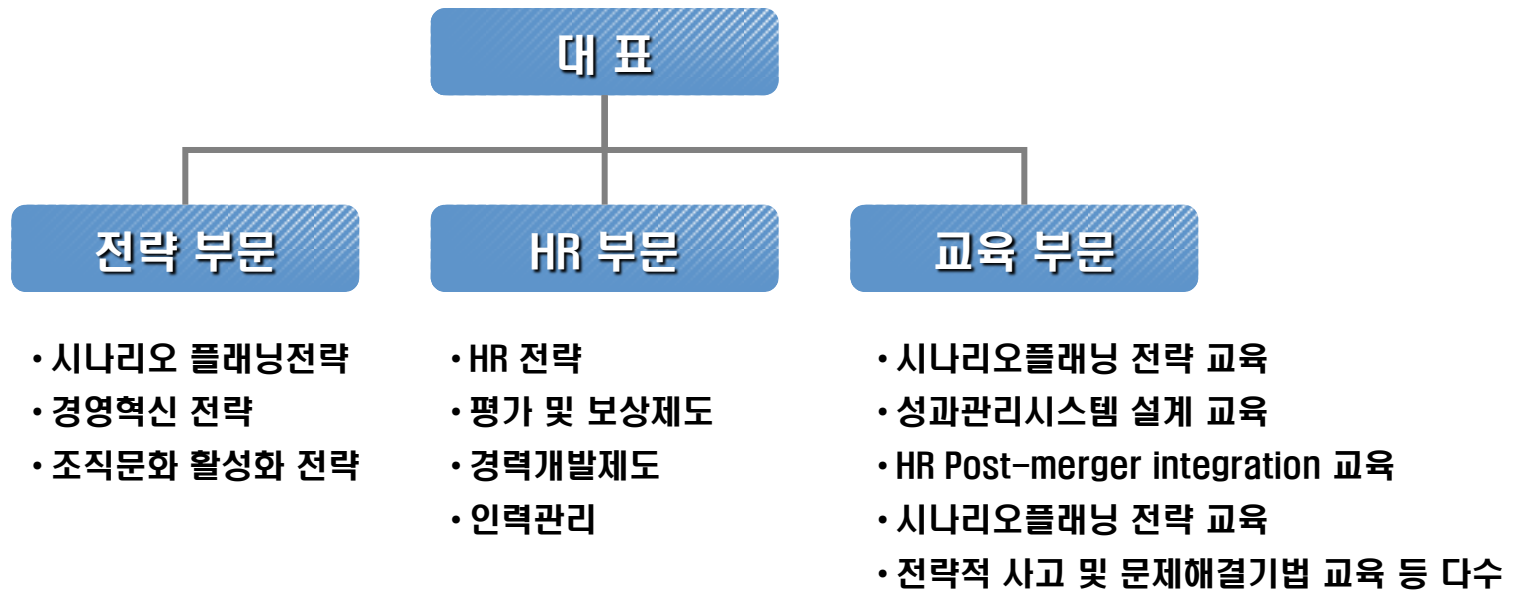 대 표
전략 부문
HR 부문
교육 부문
• 시나리오 플래닝전략
• 경영혁신 전략
• 조직문화 활성화 전략
• HR 전략
• 평가 및 보상제도
• 경력개발제도
• 인력관리
• 시나리오플래닝 전략 교육
• 성과관리시스템 설계 교육
• HR Post-merger integration 교육
• 시나리오플래닝 전략 교육
• 전략적 사고 및 문제해결기법 교육 등 다수